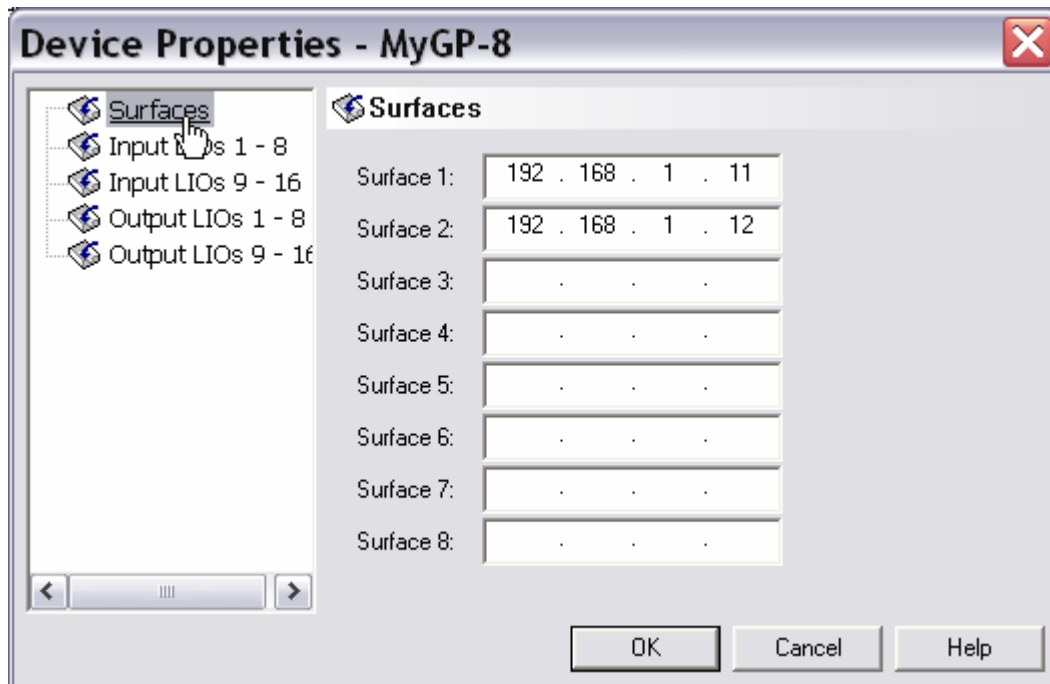 Device Properties - MyGP-8
Surfaces
Input LIOs 1 - 8
Input LIOs 9 - 16
Output LIOs 1 - 8
Output LIOs 9 - 16
Surfaces
Surface 1: 192 . 168 . 1 . 11
Surface 2: 192 . 168 . 1 . 12
Surface 3: . . .
Surface 4: . . .
Surface 5: . . .
Surface 6: . . .
Surface 7: . . .
Surface 8: . . .
OK Cancel Help